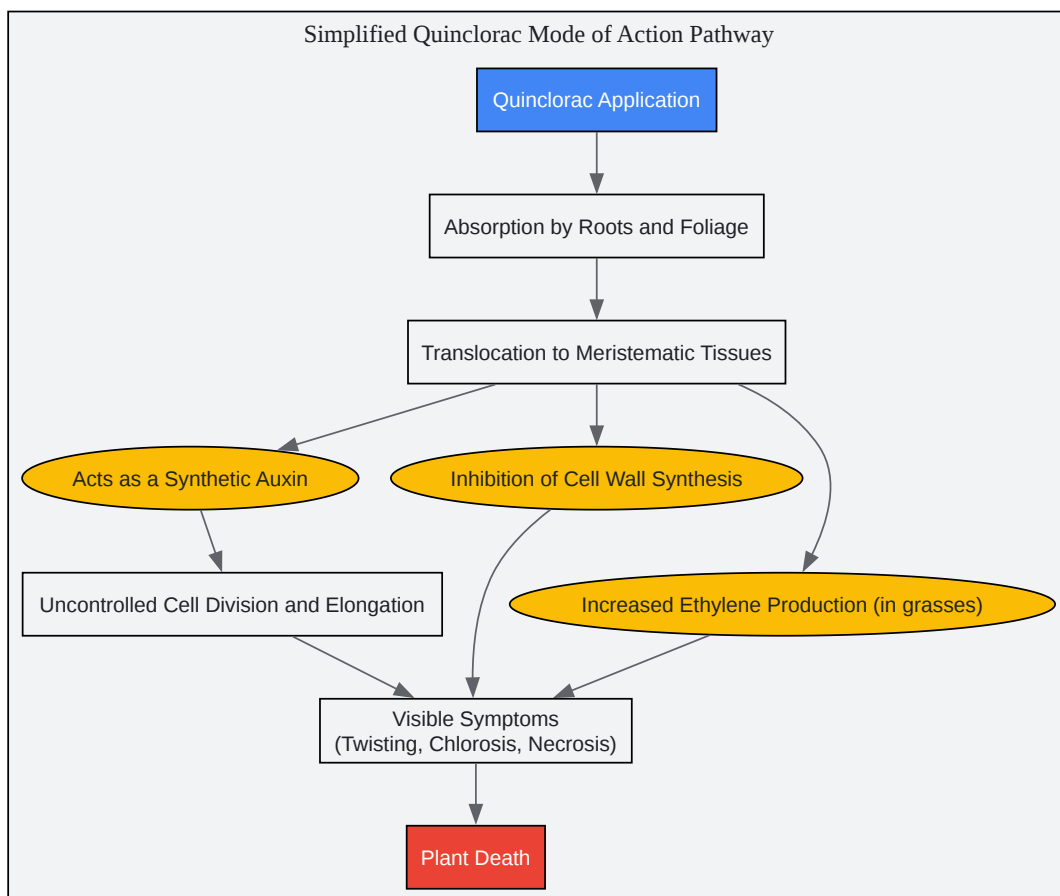 Simplified Quinclorac Mode of Action Pathway
Quinclorac Application
Absorption by Roots and Foliage
Translocation to Meristematic Tissues
Acts as a Synthetic Auxin
Inhibition of Cell Wall Synthesis
Uncontrolled Cell Division and Elongation
Increased Ethylene Production (in grasses)
Visible Symptoms
(Twisting, Chlorosis, Necrosis)
Plant Death